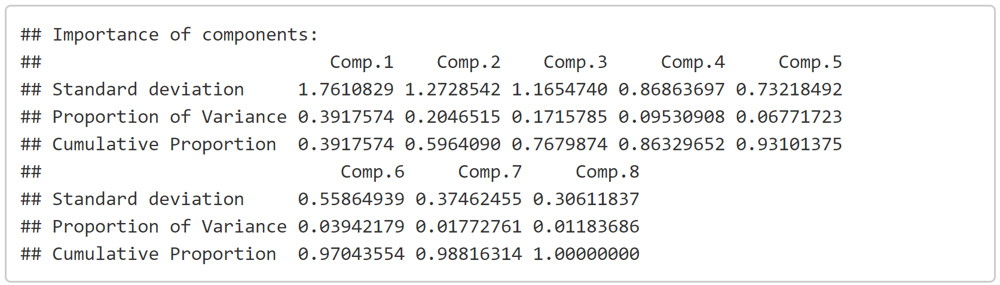 ## Importance of components:
##                           Comp.1    Comp.2    Comp.3     Comp.4     Comp.5
## Standard deviation     1.7610829 1.2728542 1.1654740 0.86863697 0.73218492
## Proportion of Variance 0.3917574 0.2046515 0.1715785 0.09530908 0.06771723
## Cumulative Proportion  0.3917574 0.5964090 0.7679874 0.86329652 0.93101375
##                            Comp.6     Comp.7     Comp.8
## Standard deviation     0.55864939 0.37462455 0.30611837
## Proportion of Variance 0.03942179 0.01772761 0.01183686
## Cumulative Proportion  0.97043554 0.98816314 1.00000000